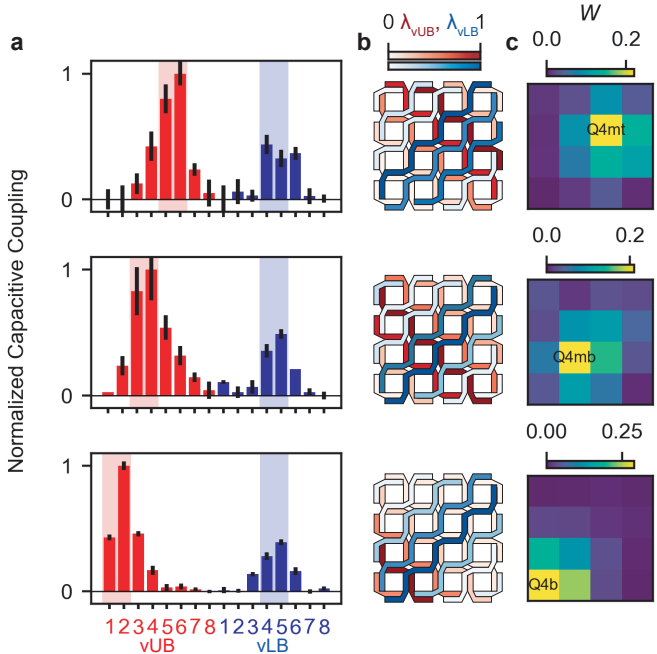 a
b
c
0 λvUB, λvLB 1
W
0.0 0.2
Normalized Capacitive Coupling
1
0
Q4mt
0.0 0.2
1
0
Q4mb
0.00 0.25
1
0
Q4b
1 2 3 4 5 6 7 8 1 2 3 4 5 6 7 8
vUB vLB